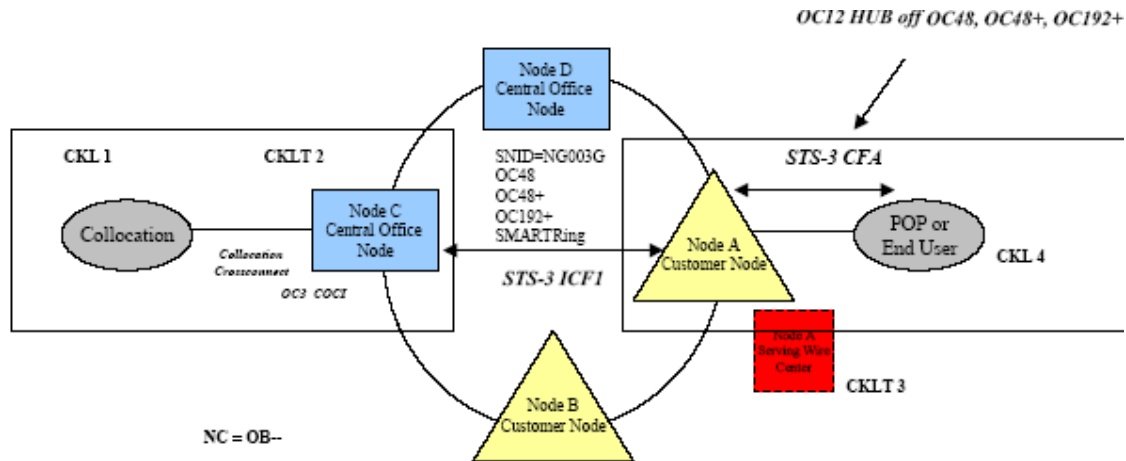 OC12 HUB off OC48, OC48+, OC192+
Node D
Central Office
Node
CKL 1
CKLT 2
SNID=NG003G
OC48
OC48+
OC192+
SMARTRing
STS-3 CFA
Collocation
Node C
Central Office
Node
Node A
Customer Node
POP or
End User
CKL 4
Collocation
Crossconnect
OC3 COCI
STS-3 ICF1
Node A
Serving Wire
Center
CKLT 3
Node B
Customer Node
NC = OB--